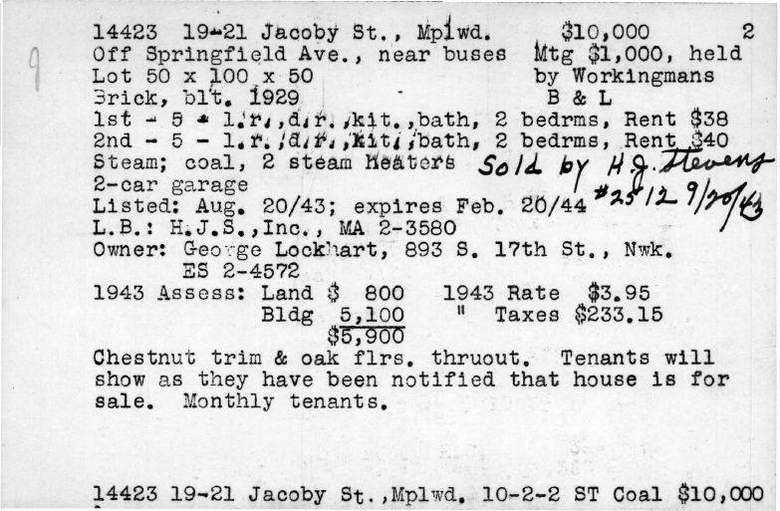 14423 19-21 Jacoby St., Mplwd. $10,000 2
Off Springfield Ave., near buses Mtg $1,000, held
Lot 50 x 100 x 50 by Workingmans
Brick, blt. 1929 B & L
1st - 5 - l.r.,d.r.,kit.,bath, 2 bedrms, Rent $38
2nd - 5 - l.r.,d.r.,kit.,bath, 2 bedrms, Rent $40
Steam; coal, 2 steam heaters Sold by H.J. Stevens
2-car garage
Listed: Aug. 20/43; expires Feb. 20/44 #2512 9/20/43
L.B.: H.J.S.,Inc., MA 2-3580
Owner: George Lockhart, 893 S. 17th St., Nwk.
ES 2-4572
1943 Assess: Land $ 800 1943 Rate $3.95
Bldg 5,100 " Taxes $233.15
$5,900
Chestnut trim & oak flrs. thruout. Tenants will
show as they have been notified that house is for
sale. Monthly tenants.
14423 19-21 Jacoby St.,Mplwd. 10-2-2 ST Coal $10,000